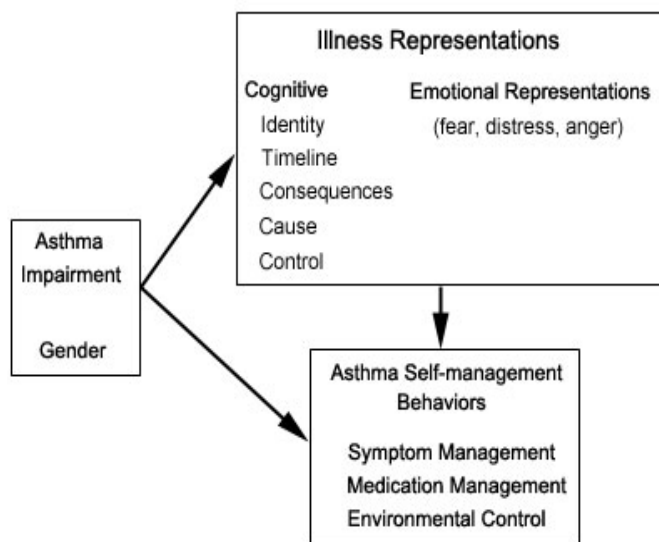 Illness Representations
Cognitive
Identity
Timeline
Consequences
Cause
Control
Emotional Representations
(fear, distress, anger)
Asthma
Impairment
Gender
Asthma Self-management
Behaviors
Symptom Management
Medication Management
Environmental Control